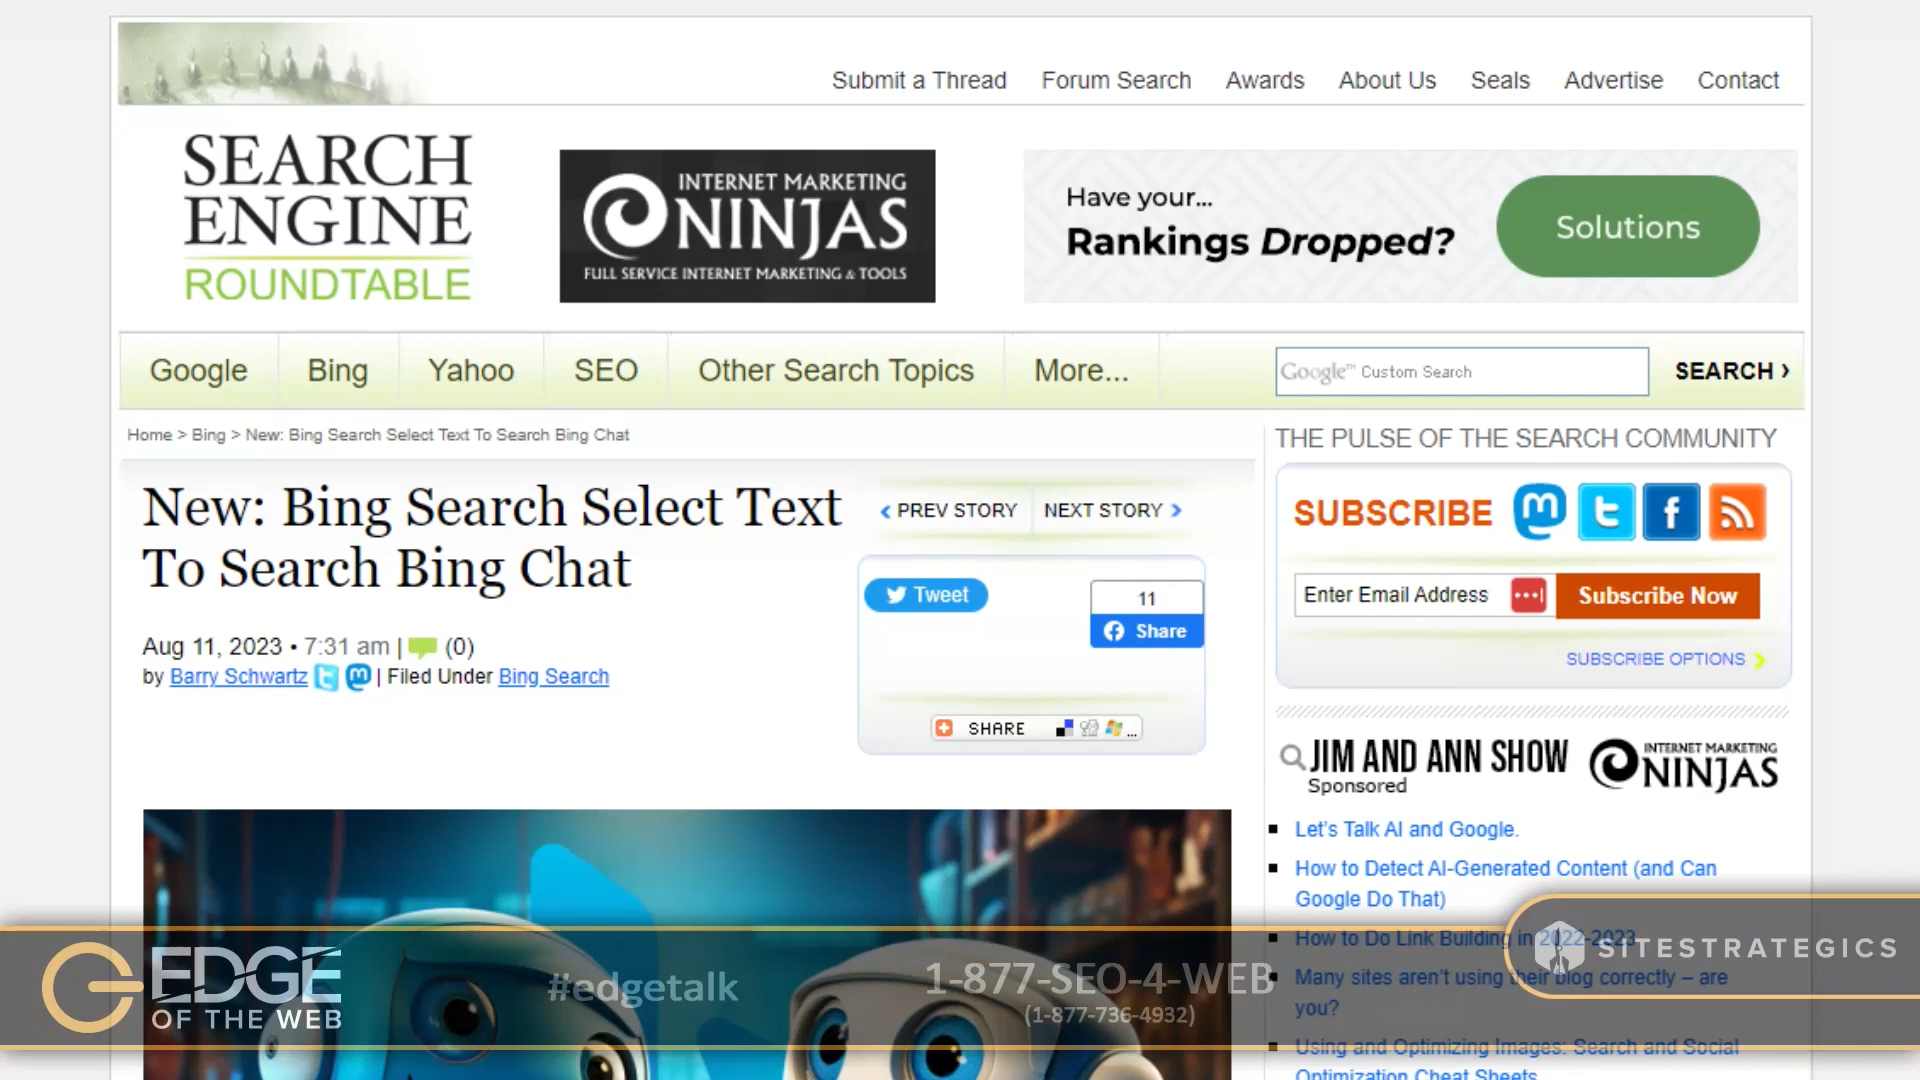 Submit a Thread Forum Search Awards About Us Seals Advertise Contact
SEARCH
ENGINE
ROUNDTABLE
INTERNET MARKETING
NINJAS
FULL SERVICE INTERNET MARKETING & TOOLS
Have your...
Rankings Dropped?
Solutions
Google Bing Yahoo SEO Other Search Topics More...
Google™ Custom Search
SEARCH ›
Home > Bing > New: Bing Search Select Text To Search Bing Chat
New: Bing Search Select Text
To Search Bing Chat
PREV STORY NEXT STORY
Aug 11, 2023 • 7:31 am | (0)
by Barry Schwartz | Filed Under Bing Search
Tweet
11
Share
SHARE ...
THE PULSE OF THE SEARCH COMMUNITY
SUBSCRIBE
Enter Email Address
Subscribe Now
SUBSCRIBE OPTIONS
JIM AND ANN SHOW
Sponsored
INTERNET MARKETING
NINJAS
Let's Talk AI and Google.
How to Detect AI-Generated Content (and Can
Google Do That)
How to Do Link Building in 2022-2023
Many sites aren't using their blog correctly – are
you?
Using and Optimizing Images: Search and Social
Optimization Cheat Sheets
EDGE
OF THE WEB
#edgetalk
1-877-SEO-4-WEB
(1-877-736-4932)
SITESTRATEGICS